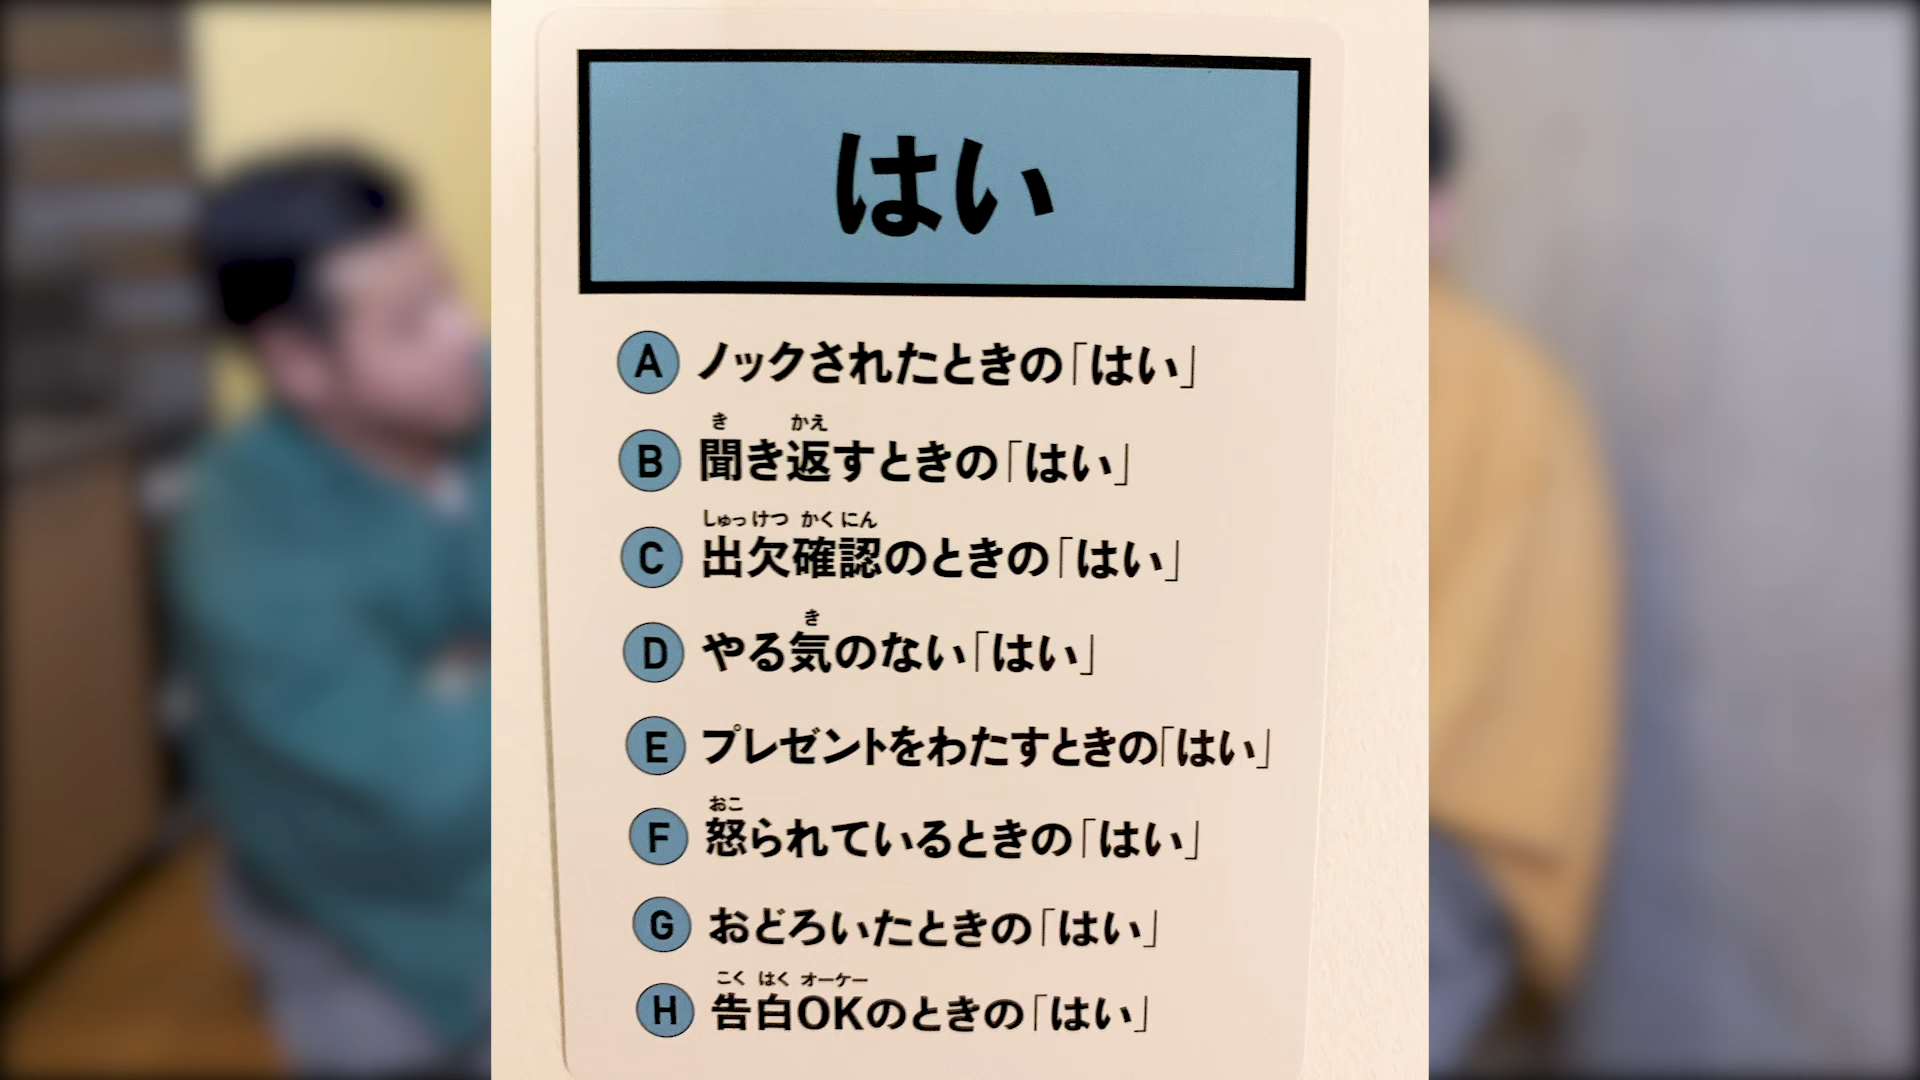 はい
A ノックされたときの「はい」
き かえ
B 聞き返すときの「はい」
しゅっけつ かくにん
C 出欠確認のときの「はい」
き
D やる気のない「はい」
E プレゼントをわたすときの「はい」
おこ
F 怒られているときの「はい」
G おどろいたときの「はい」
こく はく オーケー
H 告白OKのときの「はい」